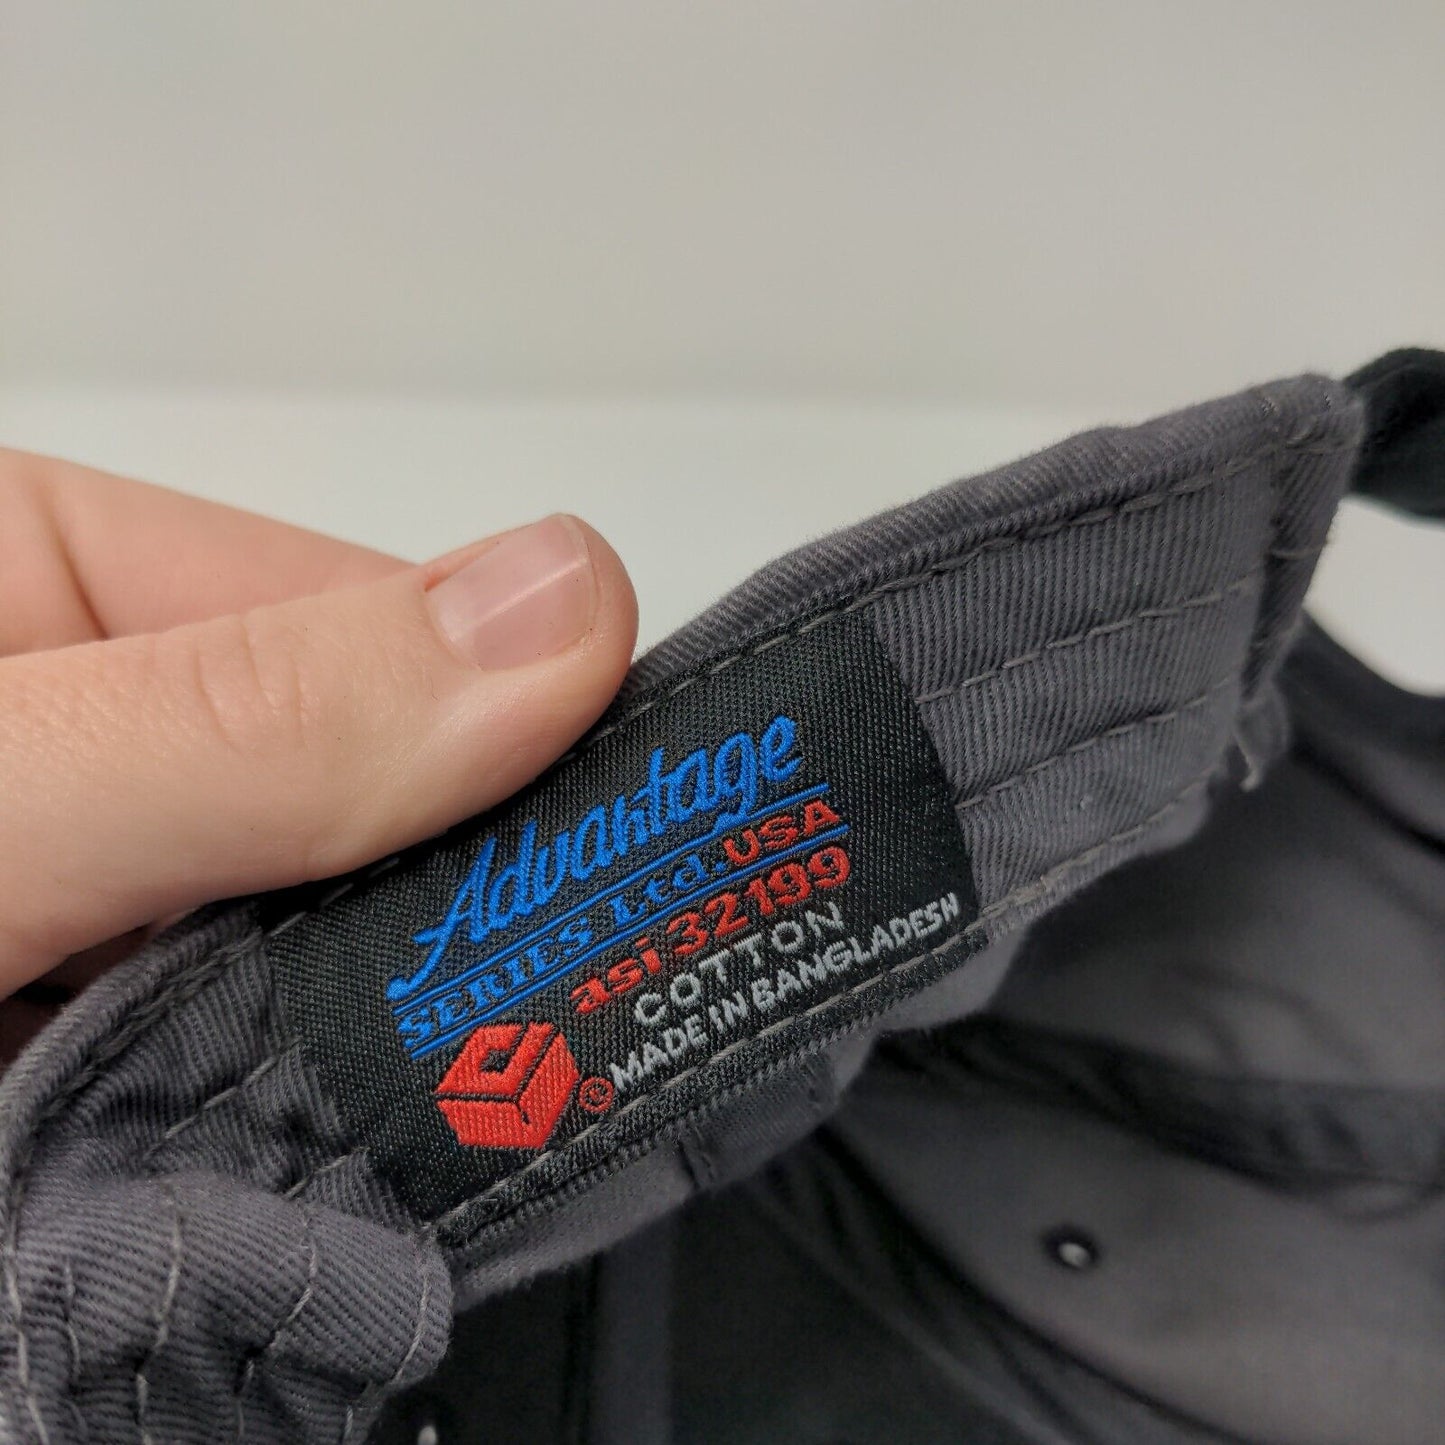 Advantage
SERIES Ltd. USA
asi 32199
COTTON
® MADE IN BANGLADESH